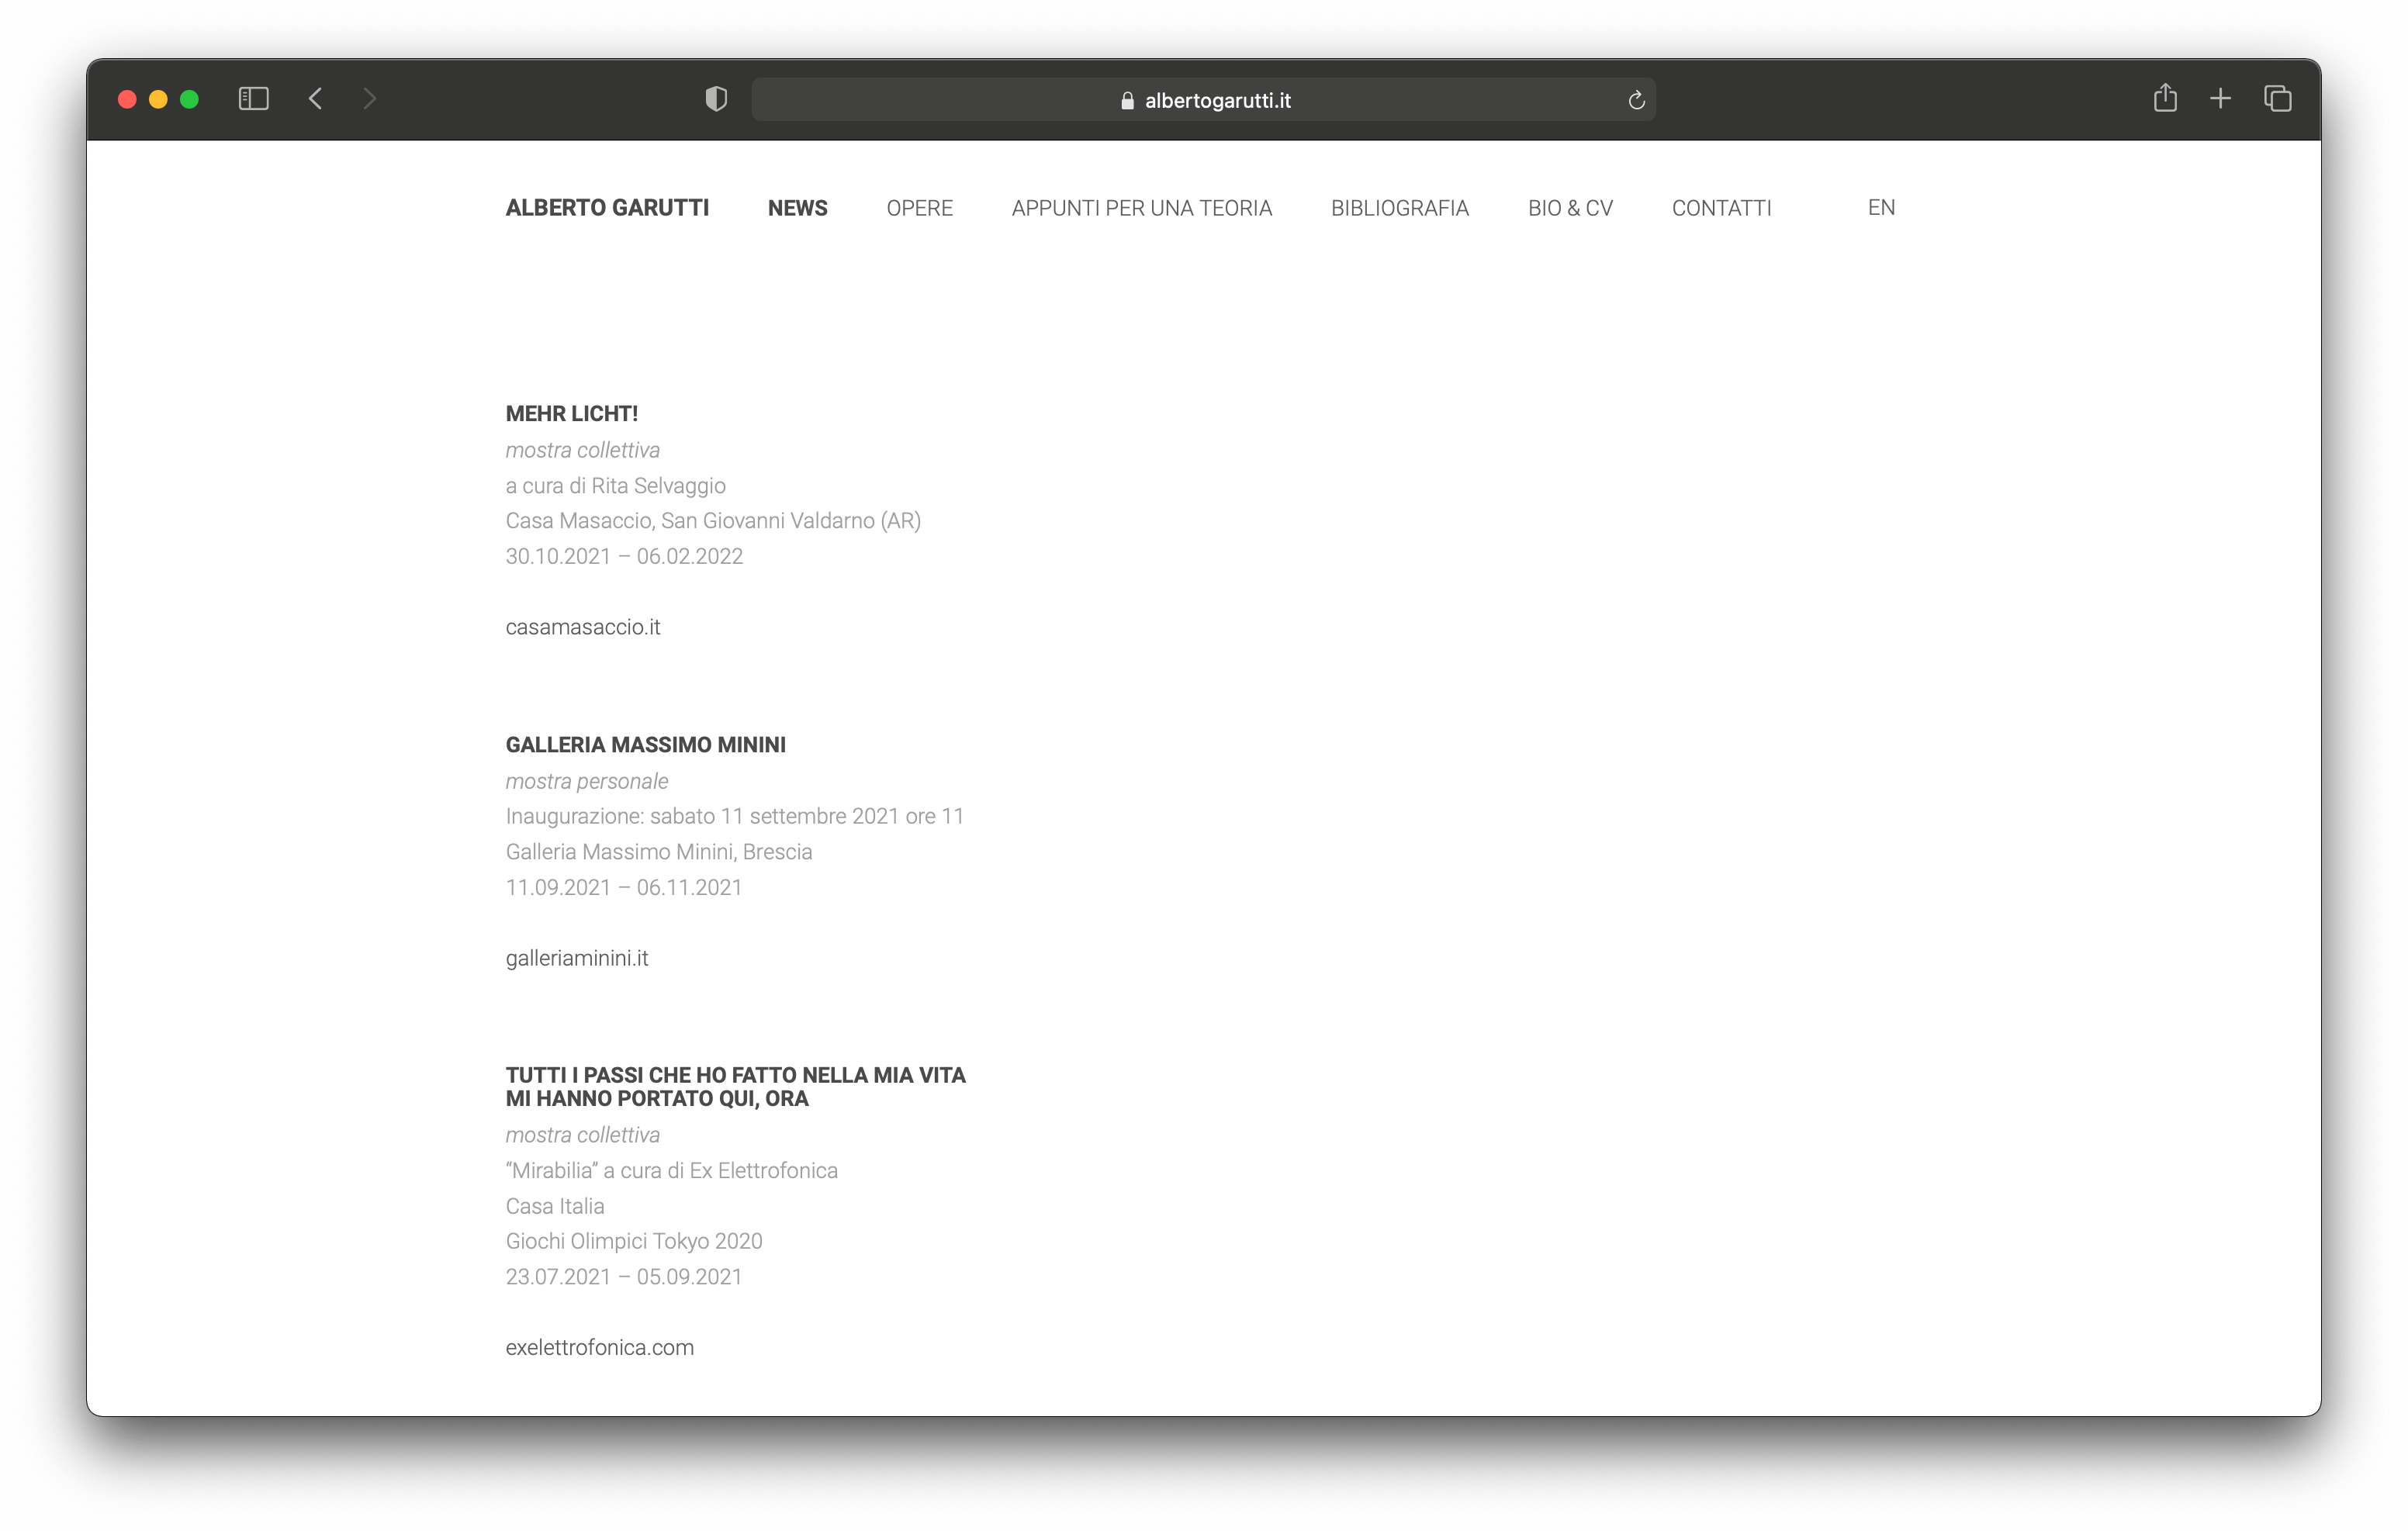 albertogarutti.it
ALBERTO GARUTTI NEWS OPERE APPUNTI PER UNA TEORIA BIBLIOGRAFIA BIO & CV CONTATTI EN
MEHR LICHT!
mostra collettiva
a cura di Rita Selvaggio
Casa Masaccio, San Giovanni Valdarno (AR)
30.10.2021 – 06.02.2022
casamasaccio.it
GALLERIA MASSIMO MININI
mostra personale
Inaugurazione: sabato 11 settembre 2021 ore 11
Galleria Massimo Minini, Brescia
11.09.2021 – 06.11.2021
galleriaminini.it
TUTTI I PASSI CHE HO FATTO NELLA MIA VITA
MI HANNO PORTATO QUI, ORA
mostra collettiva
“Mirabilia” a cura di Ex Elettrofonica
Casa Italia
Giochi Olimpici Tokyo 2020
23.07.2021 – 05.09.2021
exelettrofonica.com